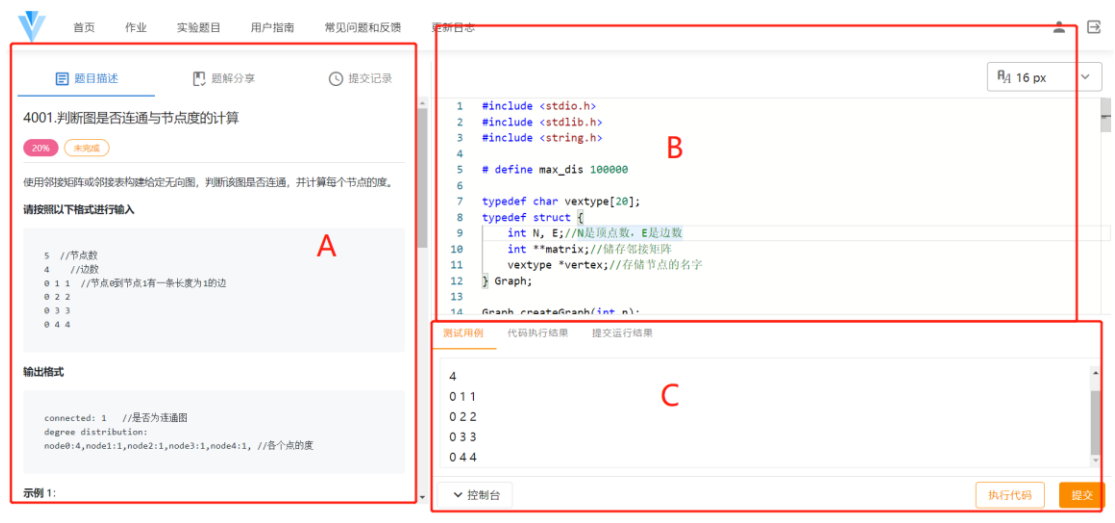 首页 作业 实验题目 用户指南 常见问题和反馈 更新日志
题目描述 题解分享 提交记录
4001.判断图是否连通与节点度的计算
20% 未完成
使用邻接矩阵或邻接表构建给定无向图，判断该图是否连通，并计算每个节点的度。
请按照以下格式进行输入
5 //节点数
4 //边数
0 1 1 //节点0到节点1有一条长度为1的边
0 2 2
0 3 3
0 4 4
A
输出格式
connected: 1 //是否为连通图
degree distribution:
node0:4,node1:1,node2:1,node3:1,node4:1, //各个点的度
示例 1:
16 px
1 #include <stdio.h>
2 #include <stdlib.h>
3 #include <string.h>
4
5 # define max_dis 100000
6
7 typedef char vextype[20];
8 typedef struct {
9 int N, E;//N是顶点数，E是边数
10 int **matrix;//储存邻接矩阵
11 vextype *vertex;//存储节点的名字
12 } Graph;
13
14 Graph createGraph(int n);
B
测试用例 代码执行结果 提交运行结果
4
0 1 1
0 2 2
0 3 3
0 4 4
C
控制台 执行代码 提交